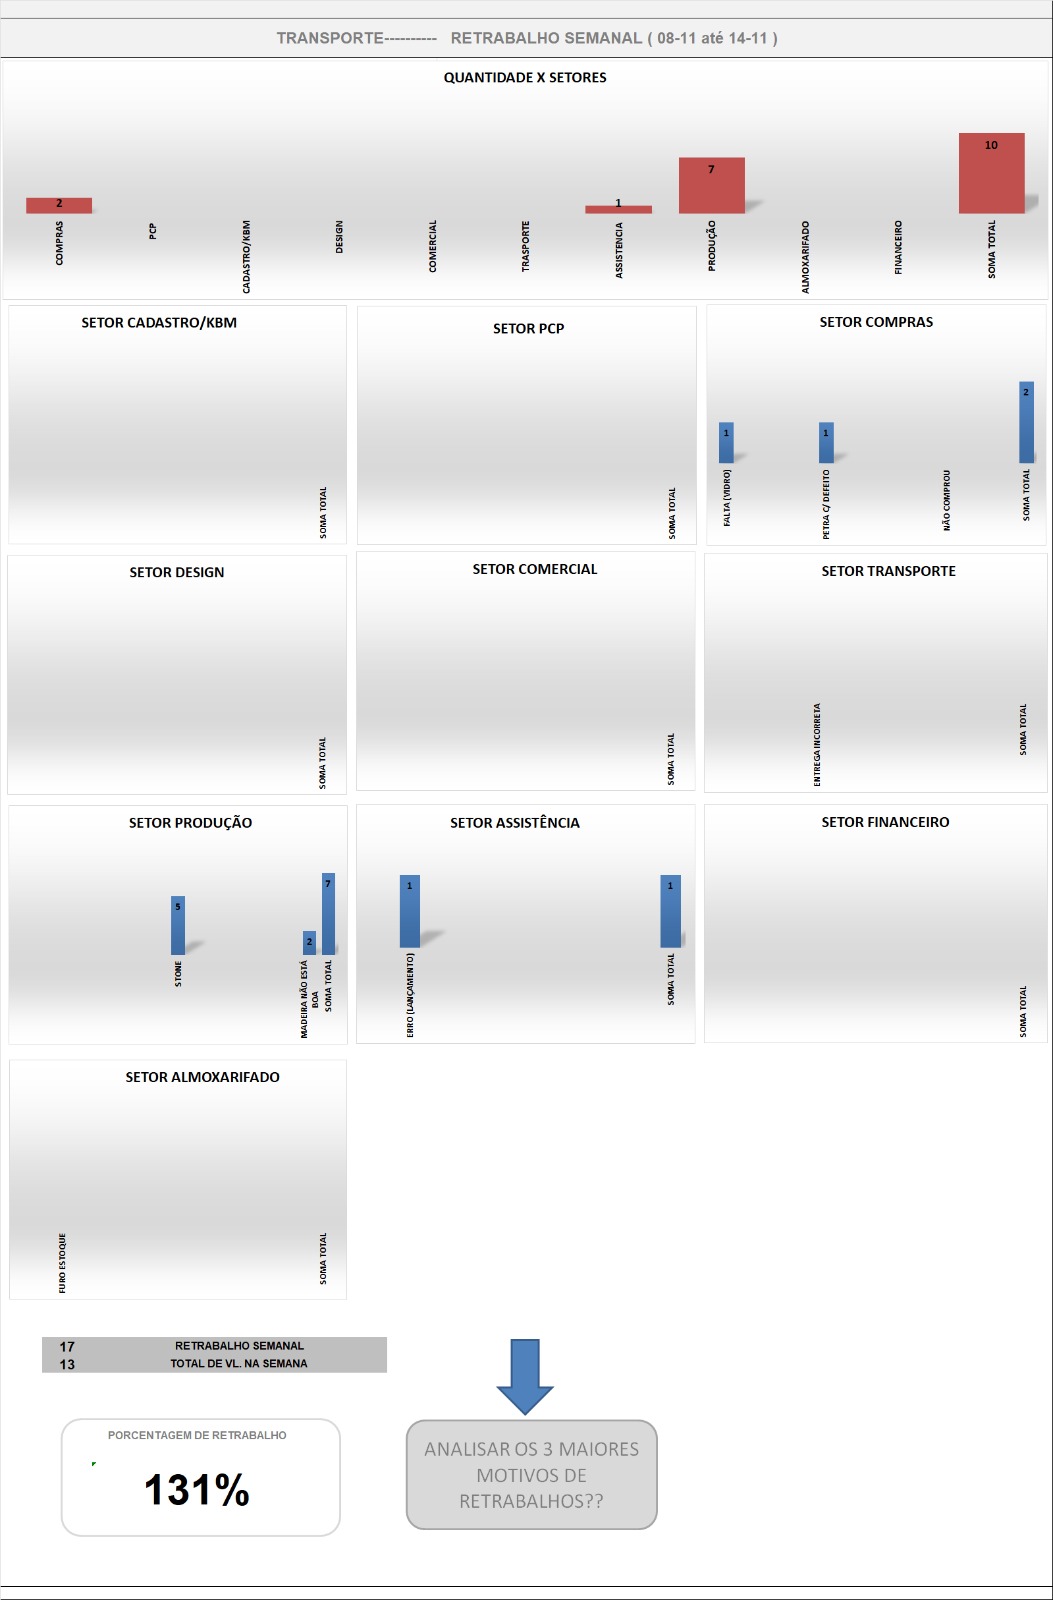 TRANSPORTE---------- RETRABALHO SEMANAL ( 08-11 até 14-11 )
QUANTIDADE X SETORES
2
1
7
10
COMPRAS
PCP
CADASTRO/KBM
DESIGN
COMERCIAL
TRASPORTE
ASSISTENCIA
PRODUÇÃO
ALMOXARIFADO
FINANCEIRO
SOMA TOTAL
SETOR CADASTRO/KBM
SOMA TOTAL
SETOR PCP
SOMA TOTAL
SETOR COMPRAS
1
1
2
FALTA (VIDRO)
PETRA C/ DEFEITO
NÃO COMPROU
SOMA TOTAL
SETOR DESIGN
SOMA TOTAL
SETOR COMERCIAL
SOMA TOTAL
SETOR TRANSPORTE
ENTREGA INCORRETA
SOMA TOTAL
SETOR PRODUÇÃO
5
2
7
STONE
MADEIRA NÃO ESTÁ
BOA
SOMA TOTAL
SETOR ASSISTÊNCIA
1
1
ERRO (LANÇAMENTO)
SOMA TOTAL
SETOR FINANCEIRO
SOMA TOTAL
SETOR ALMOXARIFADO
FURO ESTOQUE
SOMA TOTAL
17 RETRABALHO SEMANAL
13 TOTAL DE VL. NA SEMANA
PORCENTAGEM DE RETRABALHO
131%
ANALISAR OS 3 MAIORES
MOTIVOS DE
RETRABALHOS??